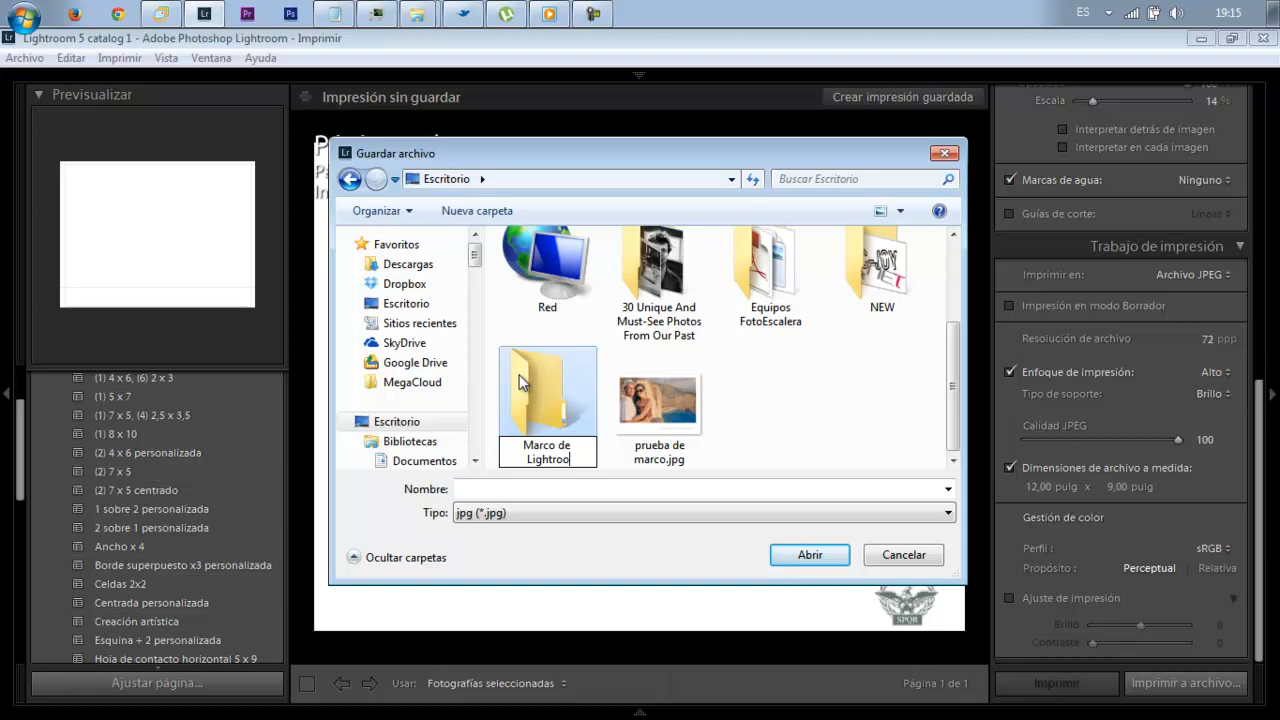 ES
19:15
Lightroom 5 catalog 1 - Adobe Photoshop Lightroom - Imprimir
Archivo Editar Imprimir Vista Ventana Ayuda
Previsualizar
Impresión sin guardar
Crear impresión guardada
Escala
14 %
Interpretar detrás de imagen
Interpretar en cada imagen
Marcas de agua:
Ninguno
Guías de corte:
Líneas
Trabajo de impresión
Imprimir en:
Archivo JPEG
Impresión en modo Borrador
Resolución de archivo
72 ppp
Enfoque de impresión:
Alto
Tipo de soporte:
Brillo
Calidad JPEG
100
Dimensiones de archivo a medida:
12,00 pulg x 9,00 pulg
Gestión de color
Perfil:
sRGB
Propósito :
Perceptual
Relativa
Ajuste de impresión
Brillo
0
Contraste
0
Imprimir
Imprimir a archivo...
Guardar archivo
Escritorio
Buscar Escritorio
Organizar
Nueva carpeta
Favoritos
Descargas
Dropbox
Escritorio
Sitios recientes
SkyDrive
Google Drive
MegaCloud
Escritorio
Bibliotecas
Documentos
Red
30 Unique And
Must-See Photos
From Our Past
Equipos
FotoEscalera
NEW
Marco de
Lightroo
prueba de
marco.jpg
Nombre:
Tipo:
jpg (*.jpg)
Ocultar carpetas
Abrir
Cancelar
SPQR
(1) 4 x 6, (6) 2 x 3
(1) 5 x 7
(1) 7 x 5, (4) 2,5 x 3,5
(1) 8 x 10
(2) 4 x 6 personalizada
(2) 7 x 5
(2) 7 x 5 centrado
1 sobre 1 personalizada
2 sobre 1 personalizada
Ancho x 4
Borde superpuesto x3 personalizada
Celdas 2x2
Centrada personalizada
Creación artística
Esquina + 2 personalizada
Hoja de contacto horizontal 5 x 9
Ajustar página...
Usar: Fotografías seleccionadas
Página 1 de 1